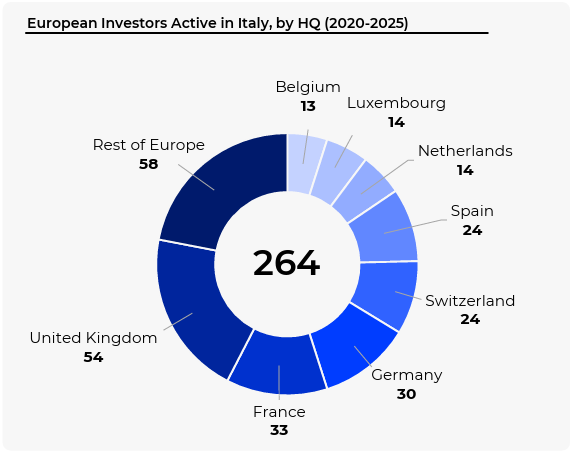 European Investors Active in Italy, by HQ (2020-2025)
Belgium
13
Luxembourg
14
Rest of Europe
58
Netherlands
14
Spain
24
264
Switzerland
24
United Kingdom
54
Germany
30
France
33